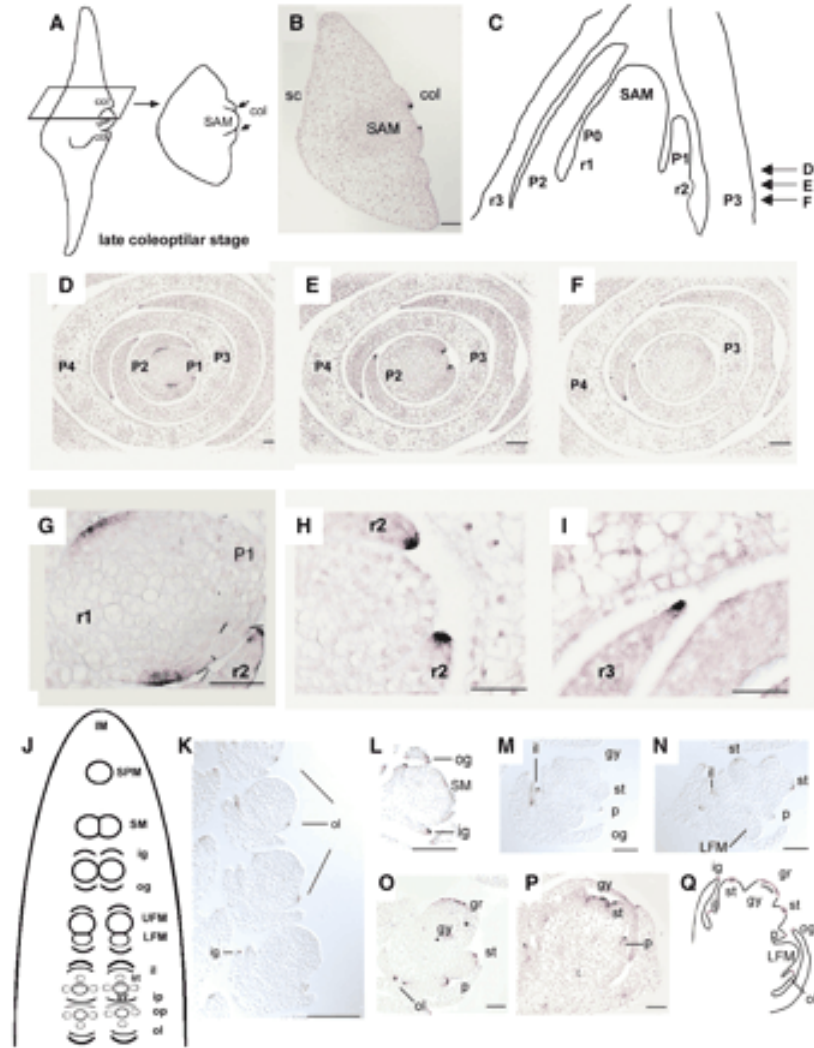 A
col
SAM
col
late coleoptilar stage
B
sc
col
SAM
C
SAM
P0
r1
P2
r3
P1
r2
P3
D
E
F
D
P4
P2
P1
P3
E
P4
P2
P3
F
P4
P3
G
P1
r1
r2
H
r2
r2
I
r3
J
IM
SPM
SM
ig
og
UFM
LFM
il
st
ip
op
ol
K
ol
ig
L
og
SM
ig
M
il
gy
st
p
og
N
st
il
st
p
LFM
O
gr
gy
st
p
ol
P
gy
st
p
Q
ig
st
gr
gy
st
p
og
LFM